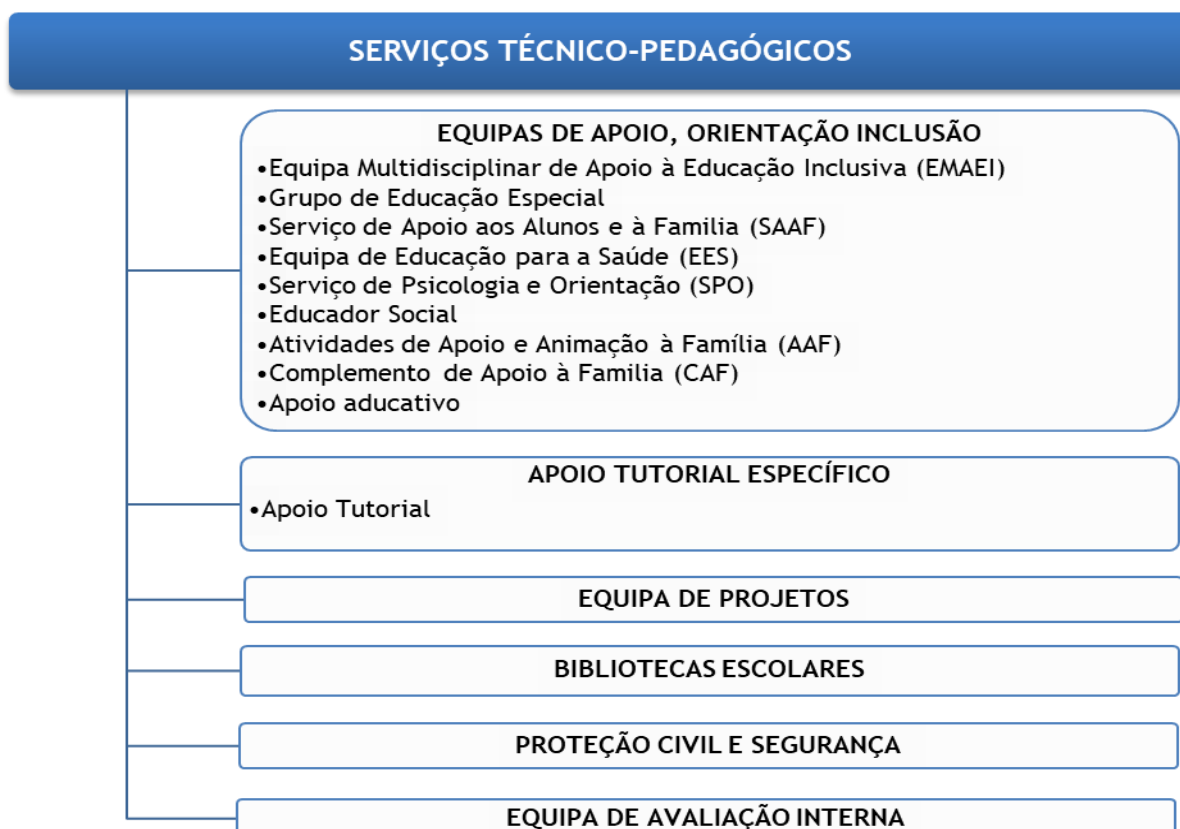 SERVIÇOS TÉCNICO-PEDAGÓGICOS
EQUIPAS DE APOIO, ORIENTAÇÃO INCLUSÃO
•Equipa Multidisciplinar de Apoio à Educação Inclusiva (EMAEI)
•Grupo de Educação Especial
•Serviço de Apoio aos Alunos e à Familia (SAAF)
•Equipa de Educação para a Saúde (EES)
•Serviço de Psicologia e Orientação (SPO)
•Educador Social
•Atividades de Apoio e Animação à Família (AAF)
•Complemento de Apoio à Familia (CAF)
•Apoio aducativo
APOIO TUTORIAL ESPECÍFICO
•Apoio Tutorial
EQUIPA DE PROJETOS
BIBLIOTECAS ESCOLARES
PROTEÇÃO CIVIL E SEGURANÇA
EQUIPA DE AVALIAÇÃO INTERNA